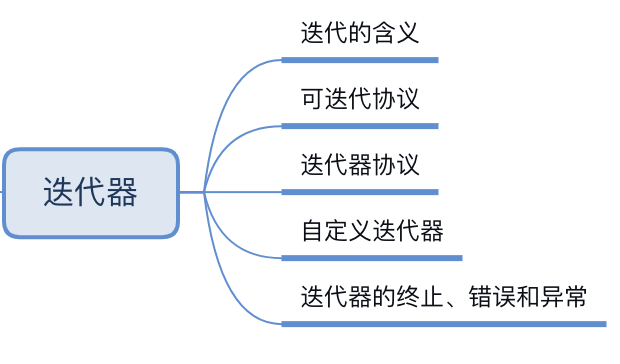 迭代的含义
可迭代协议
迭代器
迭代器协议
自定义迭代器
迭代器的终止、错误和异常